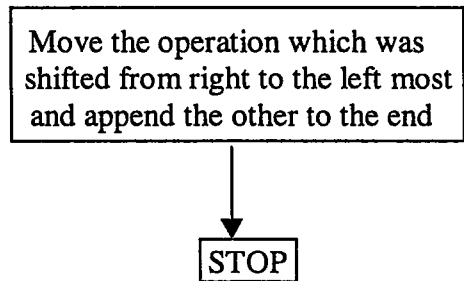 Move the operation which was
shifted from right to the left most
and append the other to the end
STOP